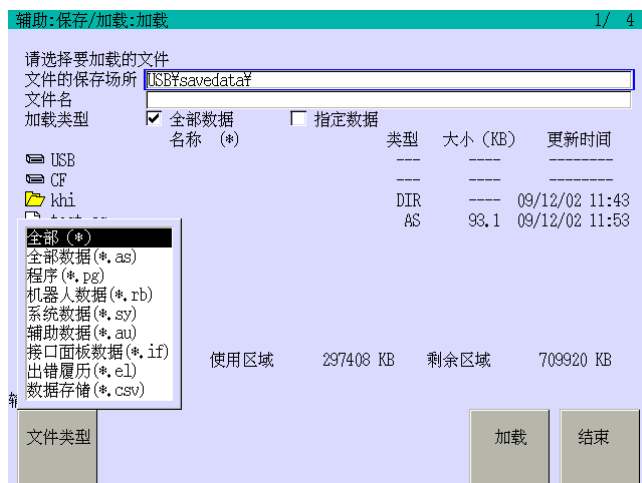 辅助:保存/加载:加载 1/ 4
请选择要加载的文件
文件的保存场所 USB¥savedata¥
文件名
加载类型 全部数据 指定数据
名称 (*) 类型 大小 (KB) 更新时间
USB --- ---- --------
CF --- ---- --------
khi DIR ---- 09/12/02 11:43
AS 93.1 09/12/02 11:53
全部 (*)
全部数据(*.as)
程序(*.pg)
机器人数据(*.rb)
系统数据(*.sy)
辅助数据(*.au)
接口面板数据(*.if)
出错履历(*.el)
数据存储(*.csv)
使用区域 297408 KB 剩余区域 709920 KB
文件类型 加载 结束